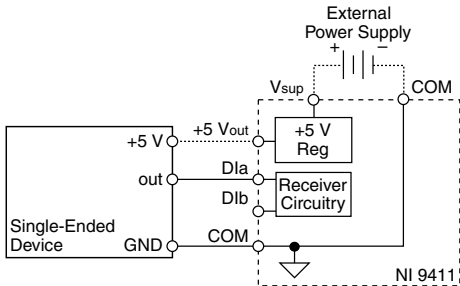 External
Power Supply
+ −
Vsup
COM
+5 V
+5 Vout
+5 V
Reg
out
DIa
DIb
Receiver
Circuitry
Single-Ended
Device
GND
COM
NI 9411